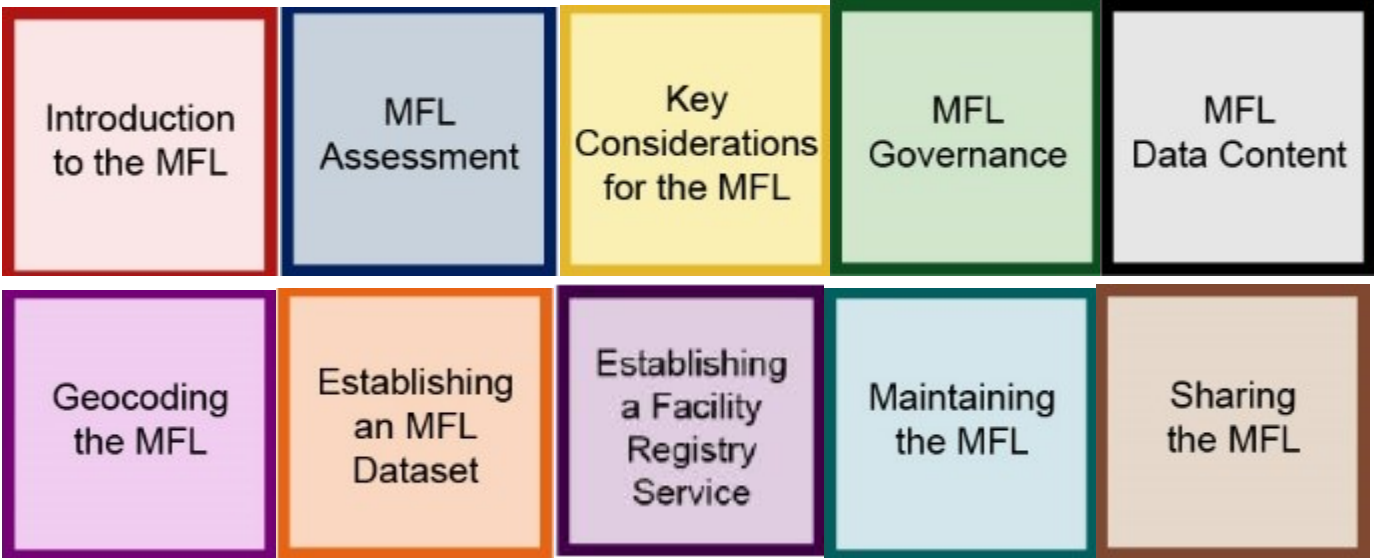 Introduction
to the MFL
MFL
Assessment
Key
Considerations
for the MFL
MFL
Governance
MFL
Data Content
Geocoding
the MFL
Establishing
an MFL
Dataset
Establishing
a Facility
Registry
Service
Maintaining
the MFL
Sharing
the MFL